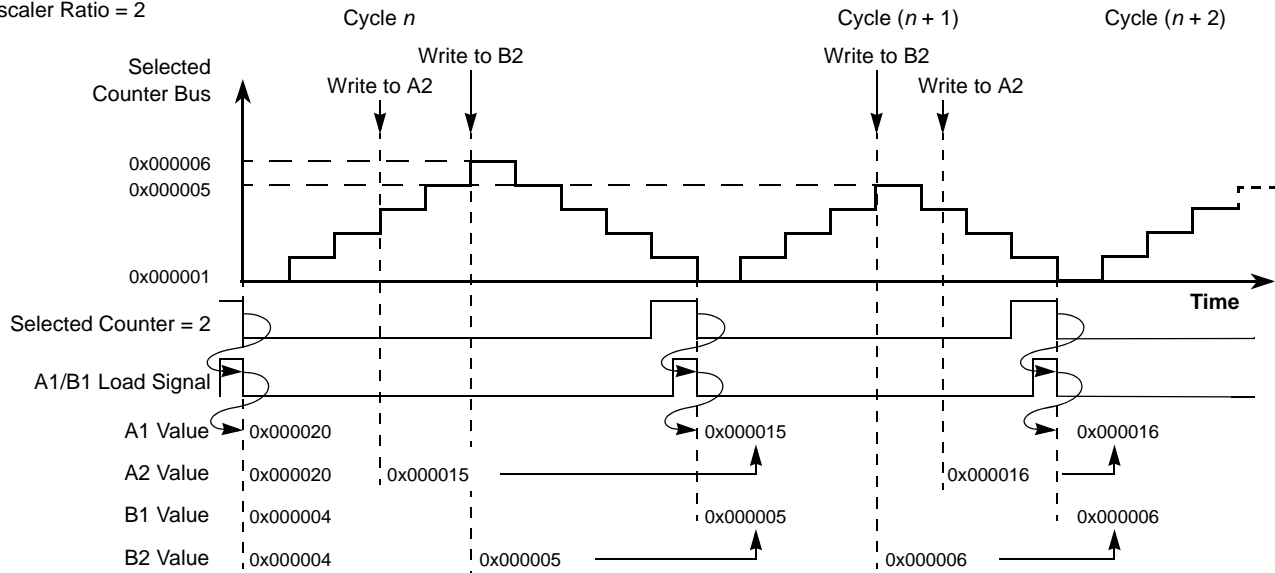 scaler Ratio = 2
Cycle n
Cycle (n + 1)
Cycle (n + 2)
Write to B2
Write to B2
Selected
Counter Bus
Write to A2
Write to A2
0x000006
0x000005
0x000001
Time
Selected Counter = 2
A1/B1 Load Signal
A1 Value
0x000020
0x000015
0x000016
A2 Value
0x000020
0x000015
0x000016
B1 Value
0x000004
0x000005
0x000006
B2 Value
0x000004
0x000005
0x000006